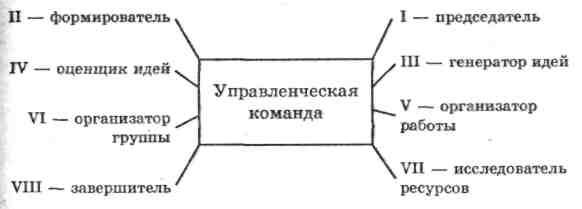 II — формирователь
I — председатель
IV — оценщик идей
III — генератор идей
Управленческая
команда
VI — организатор
группы
V — организатор
работы
VIII — завершитель
VII — исследователь
ресурсов